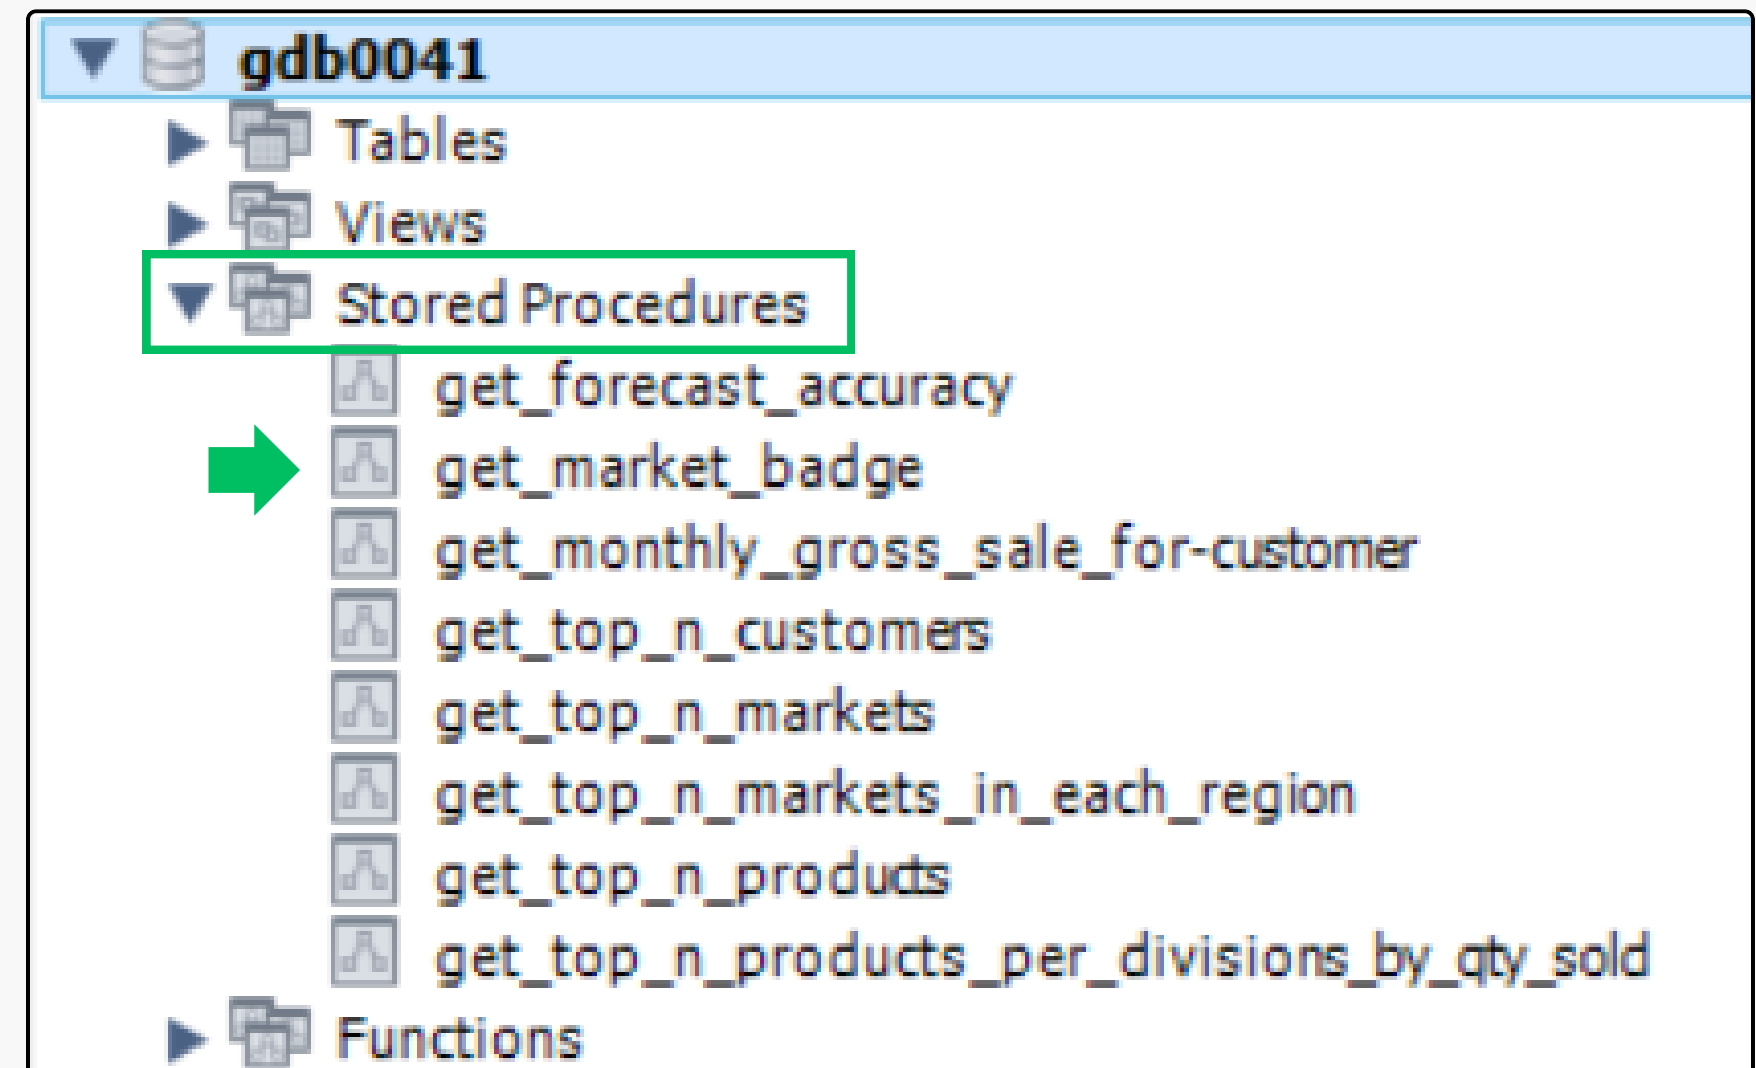 gdb0041
Tables
Views
Stored Procedures
get_forecast_accuracy
get_market_badge
get_monthly_gross_sale_for-customer
get_top_n_customers
get_top_n_markets
get_top_n_markets_in_each_region
get_top_n_products
get_top_n_products_per_divisions_by_qty_sold
Functions